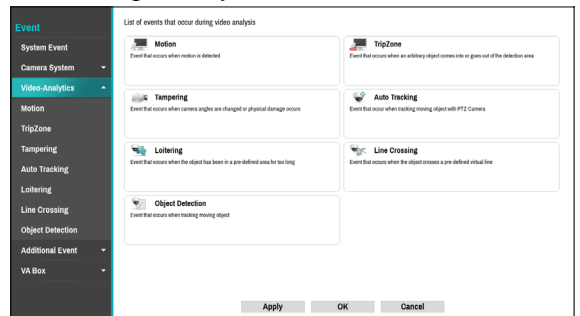 Event
System Event
Camera System
Video-Analytics
Motion
TripZone
Tampering
Auto Tracking
Loitering
Line Crossing
Object Detection
Additional Event
VA Box
List of events that occur during video analysis
Motion
Event that occurs when motion is detected
TripZone
Event that occurs when an arbitrary object comes into or goes out of the detection area
Tampering
Event that occurs when camera angles are changed or physical damage occurs
Auto Tracking
Event that occur when tracking moving object with PTZ Camera
Loitering
Event that occurs when the object has been in a pre-defined area for too long
Line Crossing
Event that occurs when the object crosses a pre-defined virtual line
Object Detection
Event that occurs when tracking moving object
Apply
OK
Cancel